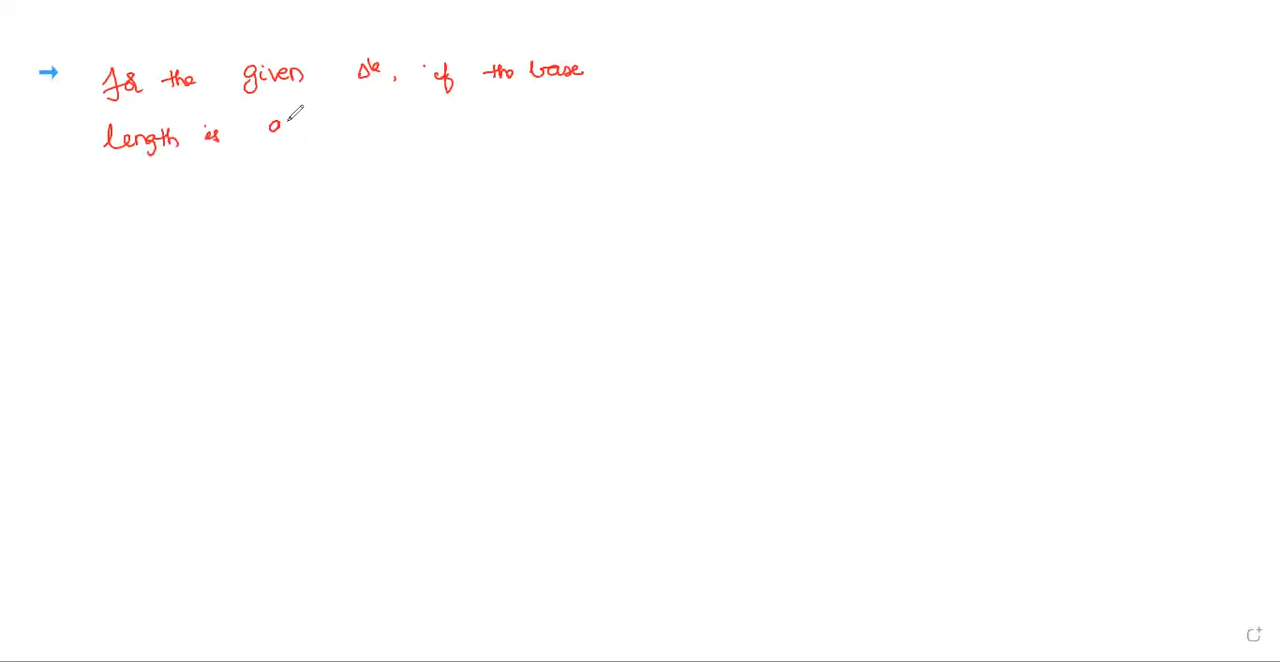 → for the given Δle, if the base
length is